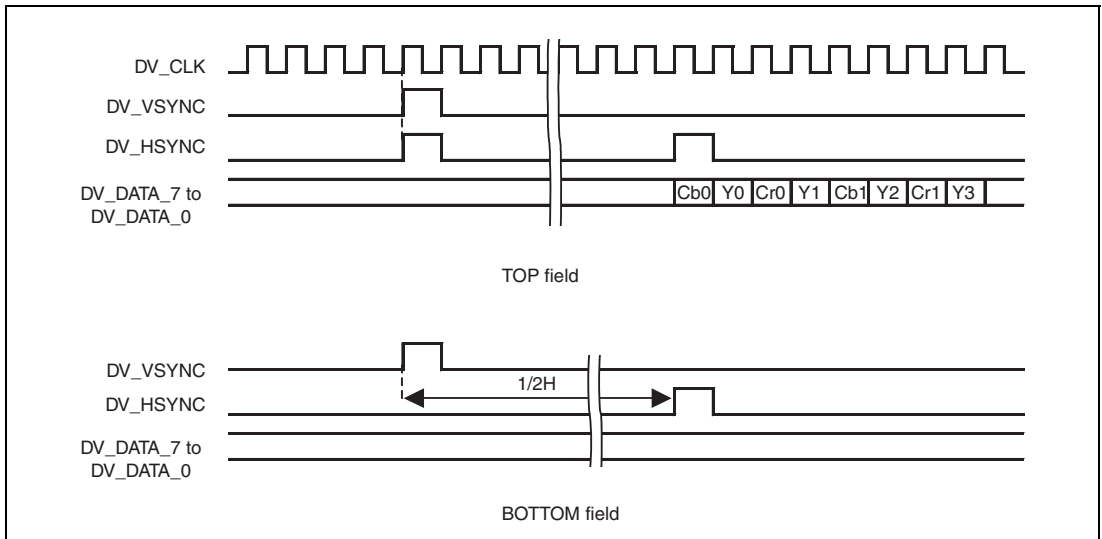 DV_CLK
DV_VSYNC
DV_HSYNC
DV_DATA_7 to
DV_DATA_0
Cb0 Y0 Cr0 Y1 Cb1 Y2 Cr1 Y3
TOP field
DV_VSYNC
1/2H
DV_HSYNC
DV_DATA_7 to
DV_DATA_0
BOTTOM field